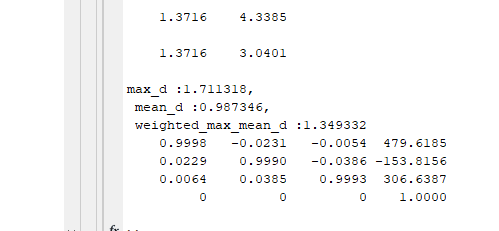 1.3716 4.3385
1.3716 3.0401
max_d :1.711318,
mean_d :0.987346,
weighted_max_mean_d :1.349332
0.9998 -0.0231 -0.0054 479.6185
0.0229 0.9990 -0.0386 -153.8156
0.0064 0.0385 0.9993 306.6387
0 0 0 1.0000